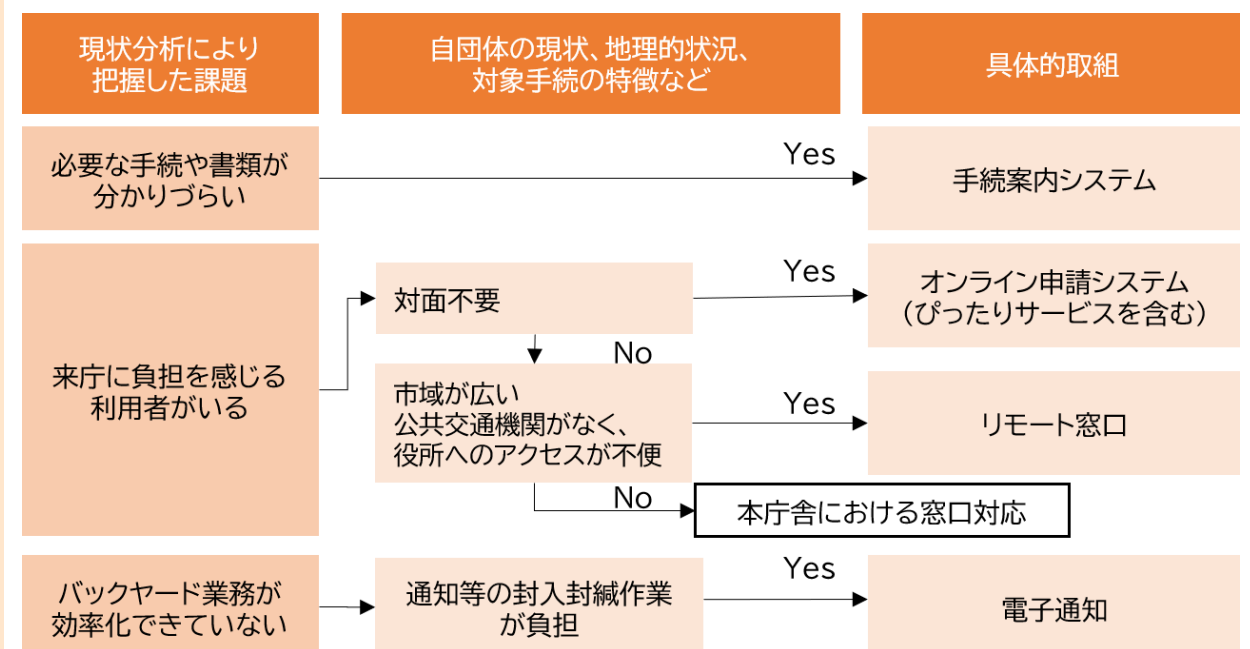 現状分析により
把握した課題
自団体の現状、地理的状況、
対象手続の特徴など
具体的取組
必要な手続や書類が
分かりづらい
Yes
手続案内システム
来庁に負担を感じる
利用者がいる
対面不要
Yes
オンライン申請システム
（ぴったりサービスを含む）
No
市域が広い
公共交通機関がなく、
役所へのアクセスが不便
Yes
リモート窓口
No
本庁舎における窓口対応
バックヤード業務が
効率化できていない
通知等の封入封緘作業
が負担
Yes
電子通知